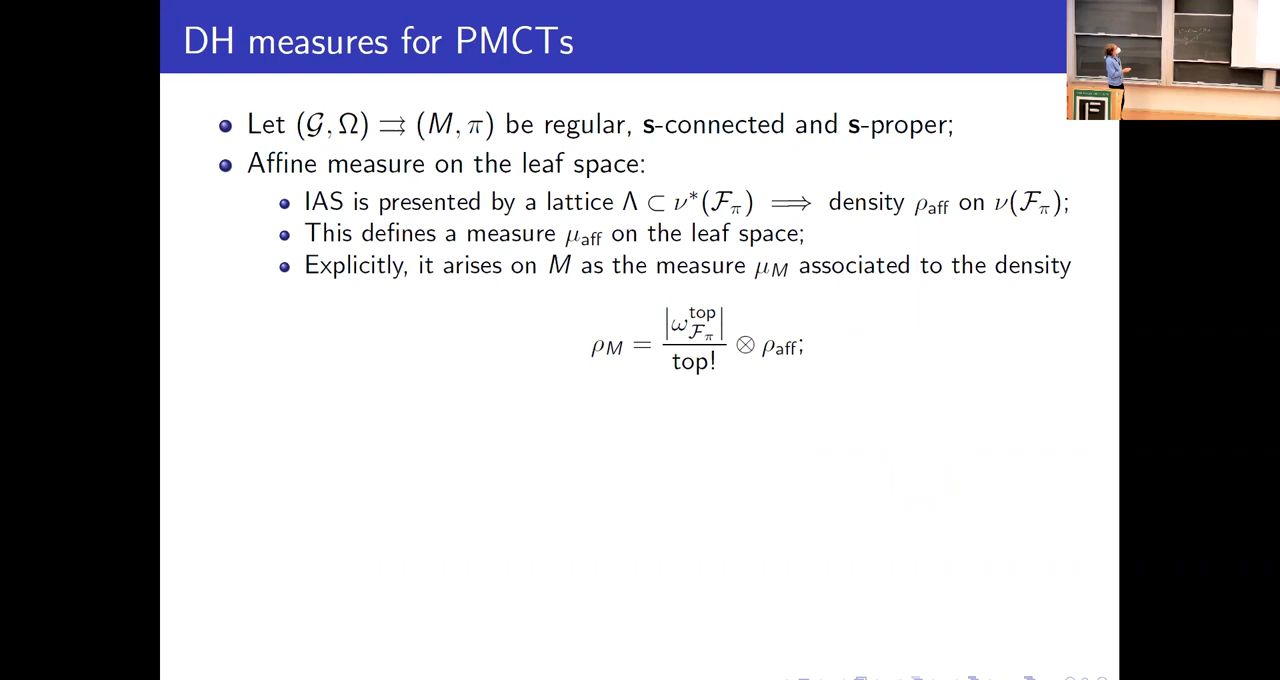 DH measures for PMCTs
Let (𝒢, Ω) ⇉ (M, π) be regular, s-connected and s-proper;
Affine measure on the leaf space:
IAS is presented by a lattice Λ ⊂ ν*(ℱ_π) ⟹ density ρ_aff on ν(ℱ_π);
This defines a measure μ_aff on the leaf space;
Explicitly, it arises on M as the measure μ_M associated to the density
ρ_M = |ω^top_{ℱ_π}| / top! ⊗ ρ_aff;